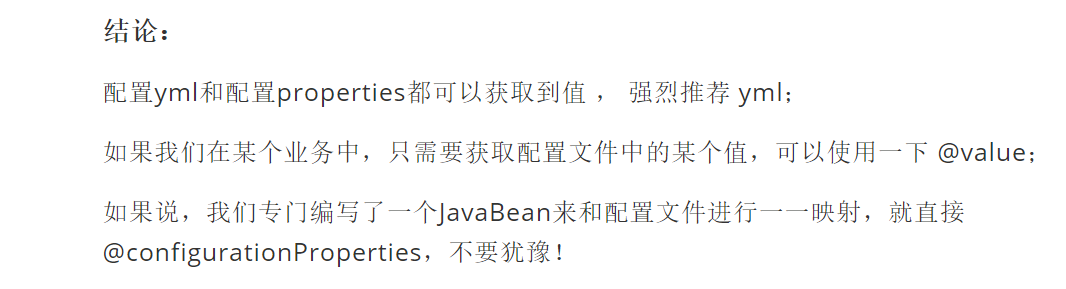 结论：
配置yml和配置properties都可以获取到值 ， 强烈推荐 yml；
如果我们在某个业务中，只需要获取配置文件中的某个值，可以使用一下 @value；
如果说，我们专门编写了一个JavaBean来和配置文件进行一一映射，就直接
@configurationProperties，不要犹豫！